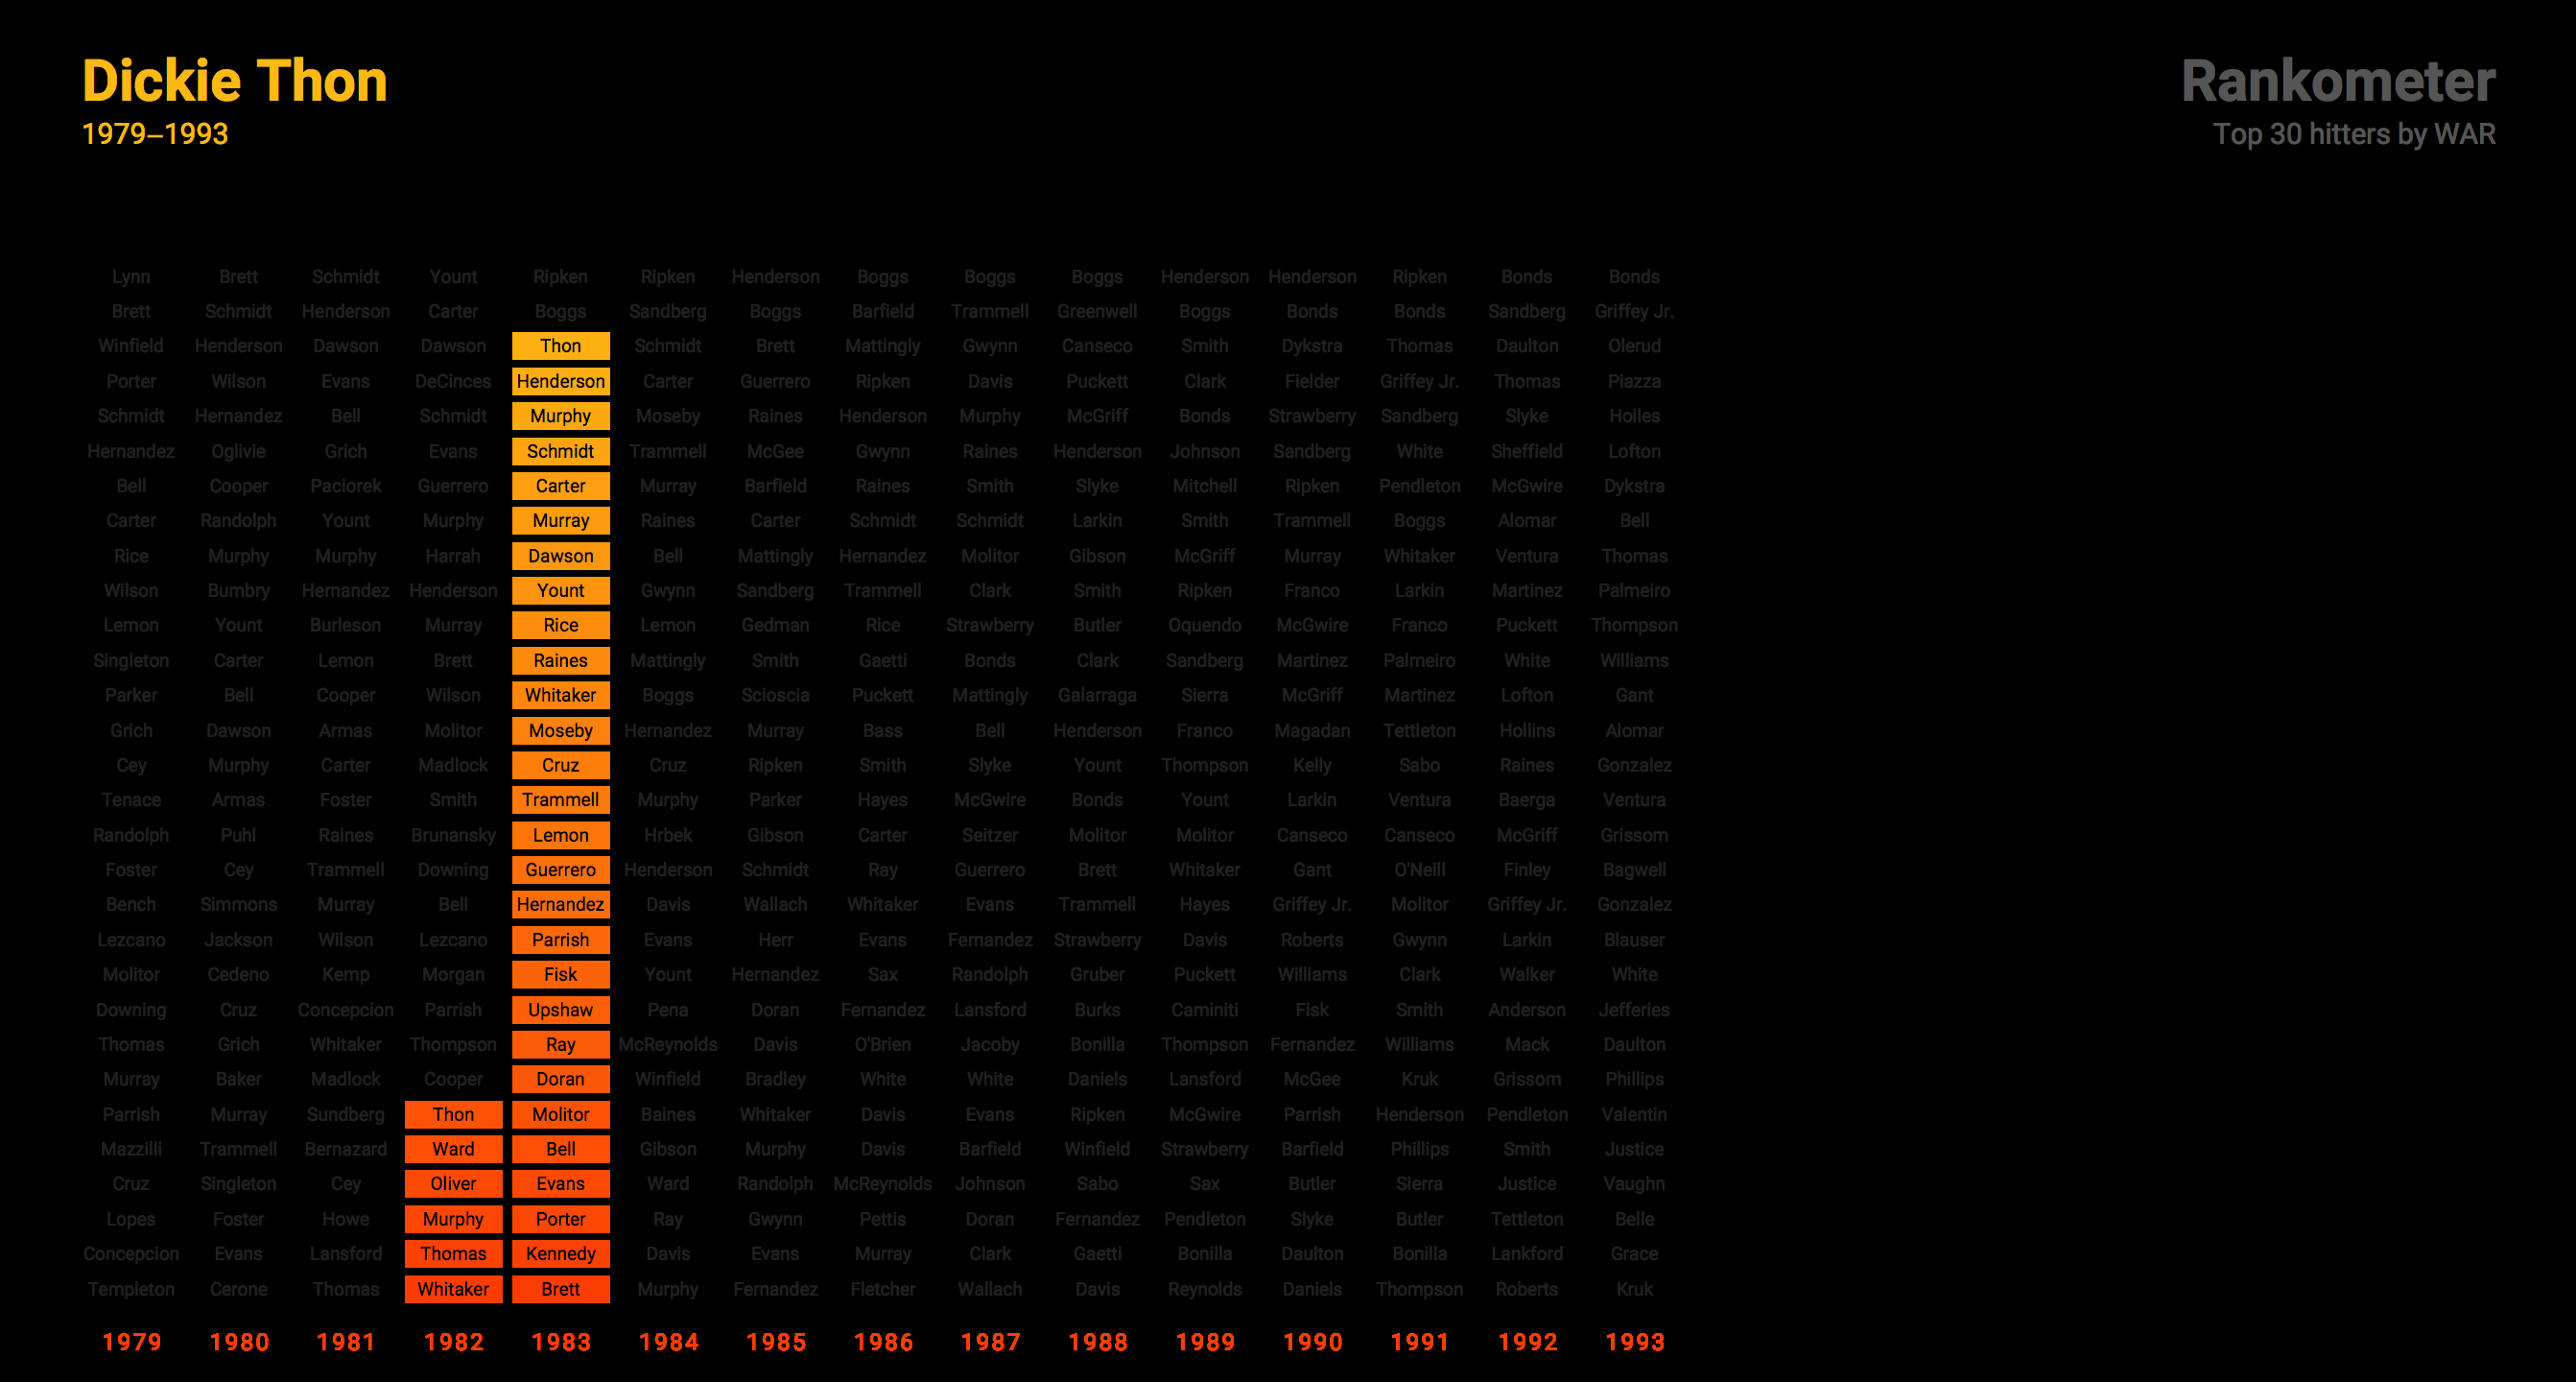 Dickie Thon
1979–1993
Rankometer
Top 30 hitters by WAR
Lynn Brett Schmidt Yount Ripken Ripken Henderson Boggs Boggs Boggs Henderson Henderson Ripken Bonds Bonds
Brett Schmidt Henderson Carter Boggs Sandberg Boggs Barfield Trammell Greenwell Boggs Bonds Bonds Sandberg Griffey Jr.
Winfield Henderson Dawson Dawson Thon Schmidt Brett Mattingly Gwynn Canseco Smith Dykstra Thomas Daulton Olerud
Porter Wilson Evans DeCinces Henderson Carter Guerrero Ripken Davis Puckett Clark Fielder Griffey Jr. Thomas Piazza
Schmidt Hernandez Bell Schmidt Murphy Moseby Raines Henderson Murphy McGriff Bonds Strawberry Sandberg Slyke Hoiles
Hernandez Oglivie Grich Evans Schmidt Trammell McGee Gwynn Raines Henderson Johnson Sandberg White Sheffield Lofton
Bell Cooper Paciorek Guerrero Carter Murray Barfield Raines Smith Slyke Mitchell Ripken Pendleton McGwire Dykstra
Carter Randolph Yount Murphy Murray Raines Carter Schmidt Schmidt Larkin Smith Trammell Boggs Alomar Bell
Rice Murphy Murphy Harrah Dawson Bell Mattingly Hernandez Molitor Gibson McGriff Murray Whitaker Ventura Thomas
Wilson Bumbry Hernandez Henderson Yount Gwynn Sandberg Trammell Clark Smith Ripken Franco Larkin Martinez Palmeiro
Lemon Yount Burleson Murray Rice Lemon Gedman Rice Strawberry Butler Oquendo McGwire Franco Puckett Thompson
Singleton Carter Lemon Brett Raines Mattingly Smith Gaetti Bonds Clark Sandberg Martinez Palmeiro White Williams
Parker Bell Cooper Wilson Whitaker Boggs Scioscia Puckett Mattingly Galarraga Sierra McGriff Martinez Lofton Gant
Grich Dawson Armas Molitor Moseby Hernandez Murray Bass Bell Henderson Franco Magadan Tettleton Hollins Alomar
Cey Murphy Carter Madlock Cruz Cruz Ripken Smith Slyke Yount Thompson Kelly Sabo Raines Gonzalez
Tenace Armas Foster Smith Trammell Murphy Parker Hayes McGwire Bonds Yount Larkin Ventura Baerga Ventura
Randolph Puhl Raines Brunansky Lemon Hrbek Gibson Carter Seitzer Molitor Molitor Canseco Canseco McGriff Grissom
Foster Cey Trammell Downing Guerrero Henderson Schmidt Ray Guerrero Brett Whitaker Gant O'Neill Finley Bagwell
Bench Simmons Murray Bell Hernandez Davis Wallach Whitaker Evans Trammell Hayes Griffey Jr. Molitor Griffey Jr. Gonzalez
Lezcano Jackson Wilson Lezcano Parrish Evans Herr Evans Fernandez Strawberry Davis Roberts Gwynn Larkin Blauser
Molitor Cedeno Kemp Morgan Fisk Yount Hernandez Sax Randolph Gruber Puckett Williams Clark Walker White
Downing Cruz Concepcion Parrish Upshaw Pena Doran Fernandez Lansford Burks Caminiti Fisk Smith Anderson Jefferies
Thomas Grich Whitaker Thompson Ray McReynolds Davis O'Brien Jacoby Bonilla Thompson Fernandez Williams Mack Daulton
Murray Baker Madlock Cooper Doran Winfield Bradley White White Daniels Lansford McGee Kruk Grissom Phillips
Parrish Murray Sundberg Thon Molitor Baines Whitaker Davis Evans Ripken McGwire Parrish Henderson Pendleton Valentin
Mazzilli Trammell Bernazard Ward Bell Gibson Murphy Davis Barfield Winfield Strawberry Barfield Phillips Smith Justice
Cruz Singleton Cey Oliver Evans Ward Randolph McReynolds Johnson Sabo Sax Butler Sierra Justice Vaughn
Lopes Foster Howe Murphy Porter Ray Gwynn Pettis Doran Fernandez Pendleton Slyke Butler Tettleton Belle
Concepcion Evans Lansford Thomas Kennedy Davis Evans Murray Clark Gaetti Bonilla Daulton Bonilla Lankford Grace
Templeton Cerone Thomas Whitaker Brett Murphy Fernandez Fletcher Wallach Davis Reynolds Daniels Thompson Roberts Kruk
1979 1980 1981 1982 1983 1984 1985 1986 1987 1988 1989 1990 1991 1992 1993